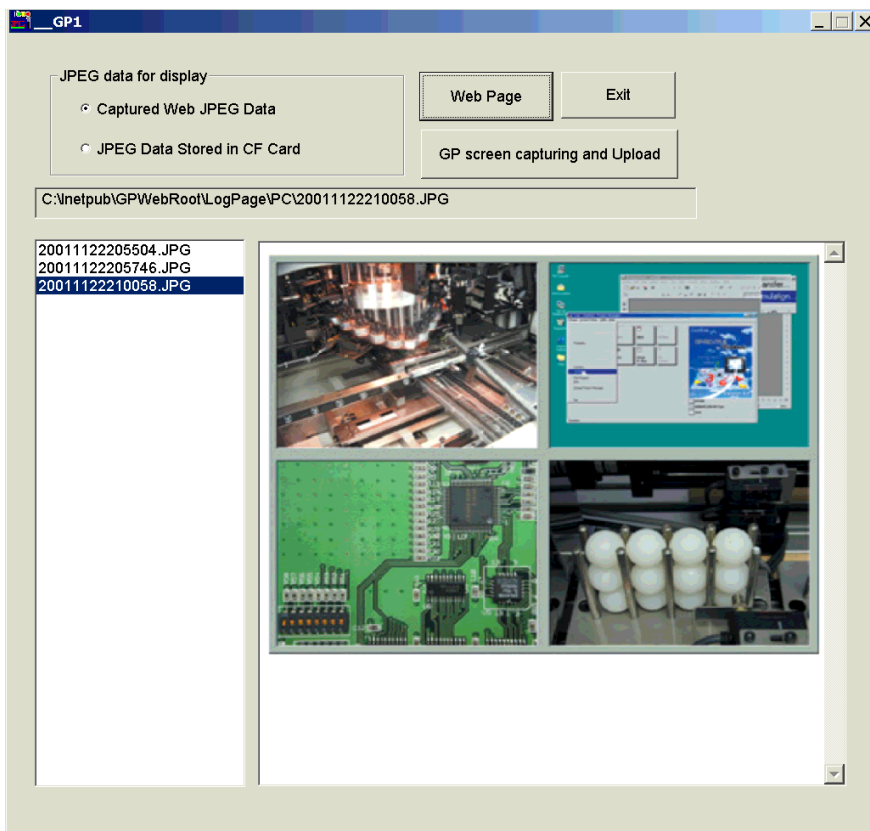 __GP1
JPEG data for display
Captured Web JPEG Data
JPEG Data Stored in CF Card
Web Page
Exit
GP screen capturing and Upload
C:\Inetpub\GPWebRoot\LogPage\PC\20011122210058.JPG
20011122205504.JPG
20011122205746.JPG
20011122210058.JPG